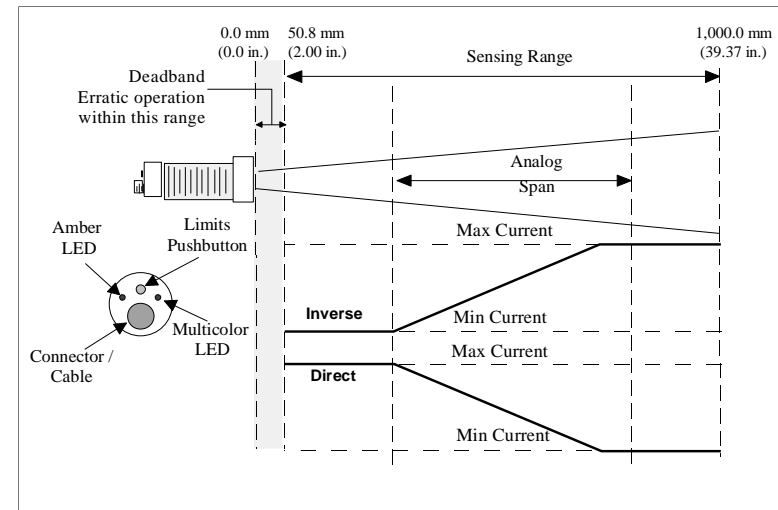 0.0 mm
(0.0 in.)
50.8 mm
(2.00 in.)
1,000.0 mm
(39.37 in.)
Sensing Range
Deadband
Erratic operation
within this range
Analog
Span
Amber
LED
Limits
Pushbutton
Multicolor
LED
Connector /
Cable
Max Current
Inverse
Min Current
Max Current
Direct
Min Current